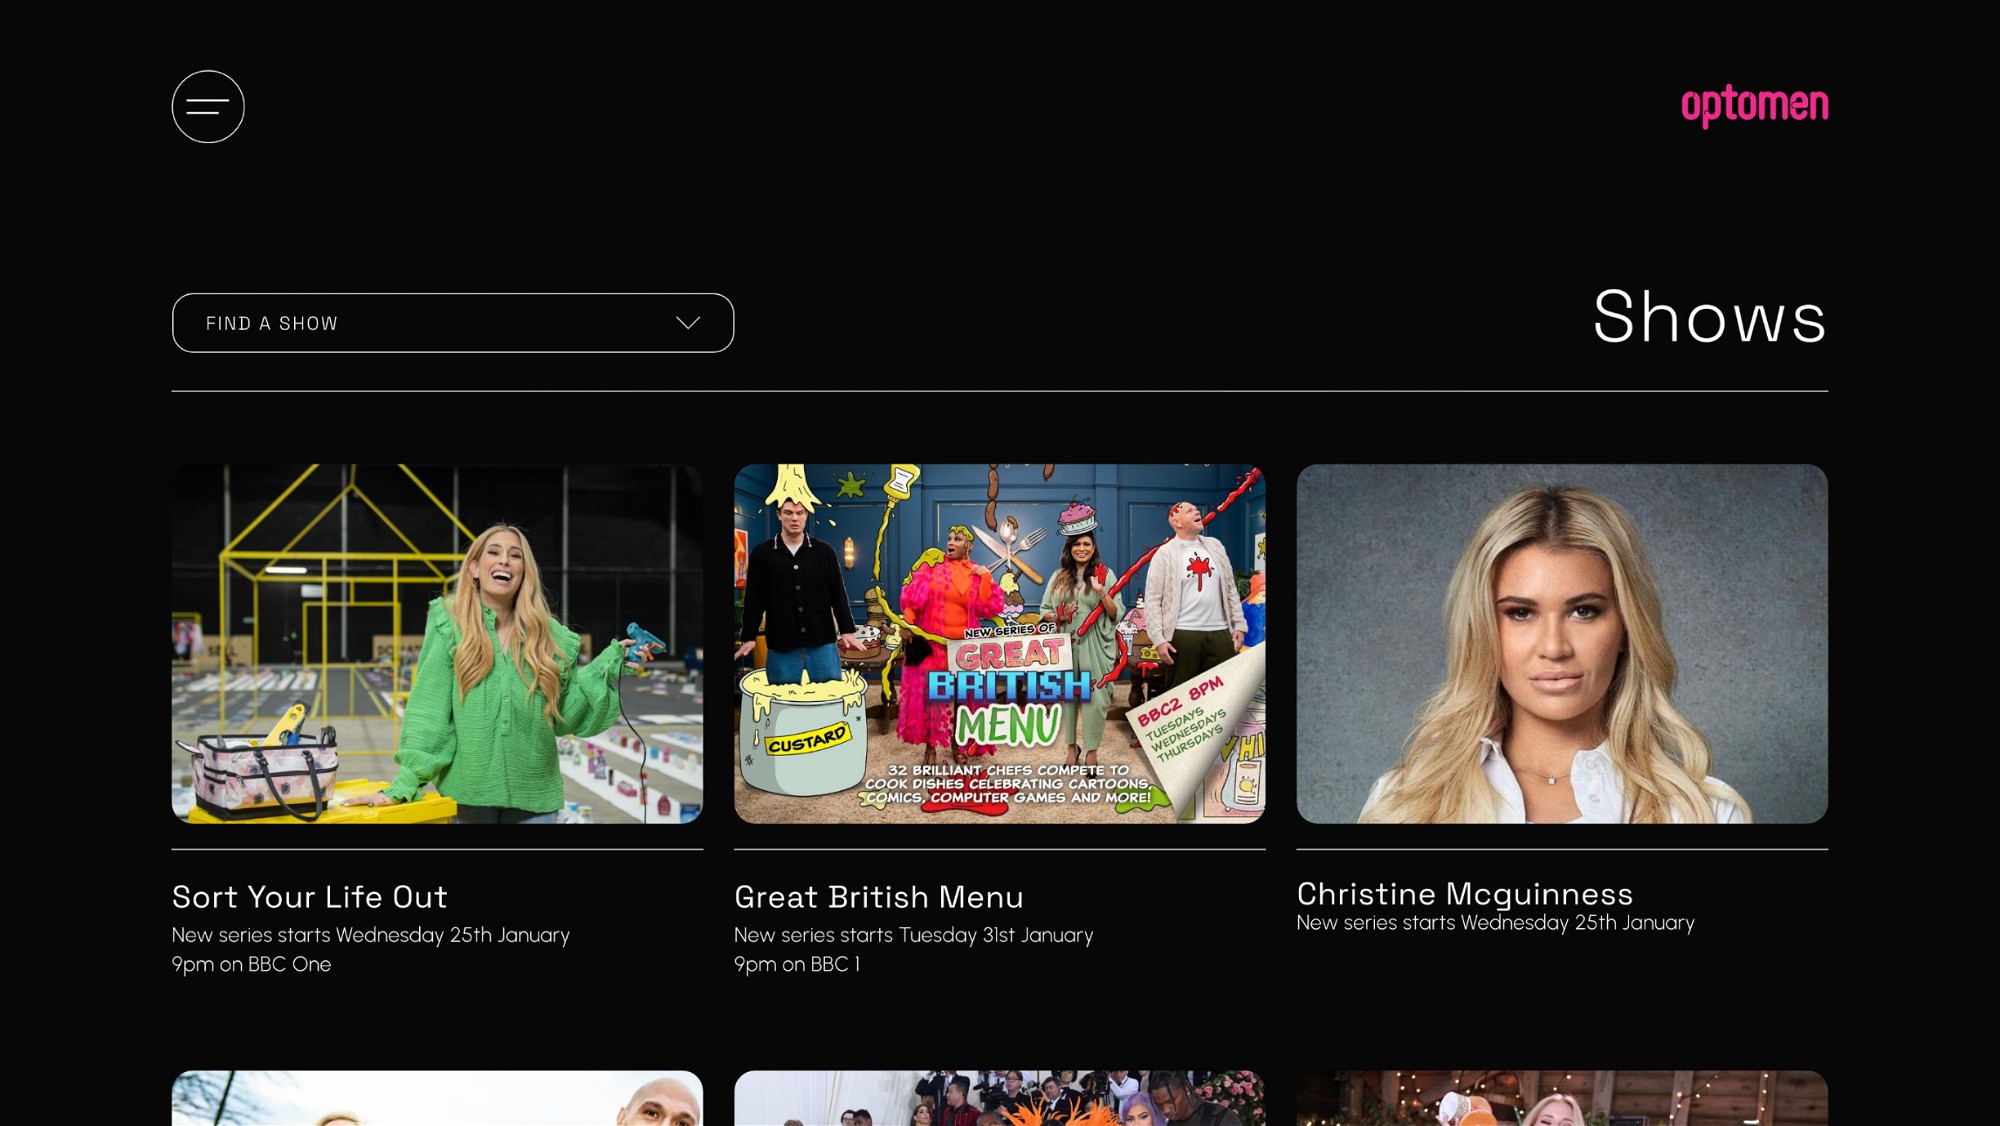 optomen
FIND A SHOW
Shows
SELL
NEW SERIES OF
GREAT
BRITISH
MENU
CUSTARD
BBC2 8PM
TUESDAYS
WEDNESDAYS
THURSDAYS
32 BRILLIANT CHEFS COMPETE TO
COOK DISHES CELEBRATING CARTOONS,
COMICS, COMPUTER GAMES AND MORE!
Sort Your Life Out
New series starts Wednesday 25th January
9pm on BBC One
Great British Menu
New series starts Tuesday 31st January
9pm on BBC 1
Christine Mcguinness
New series starts Wednesday 25th January